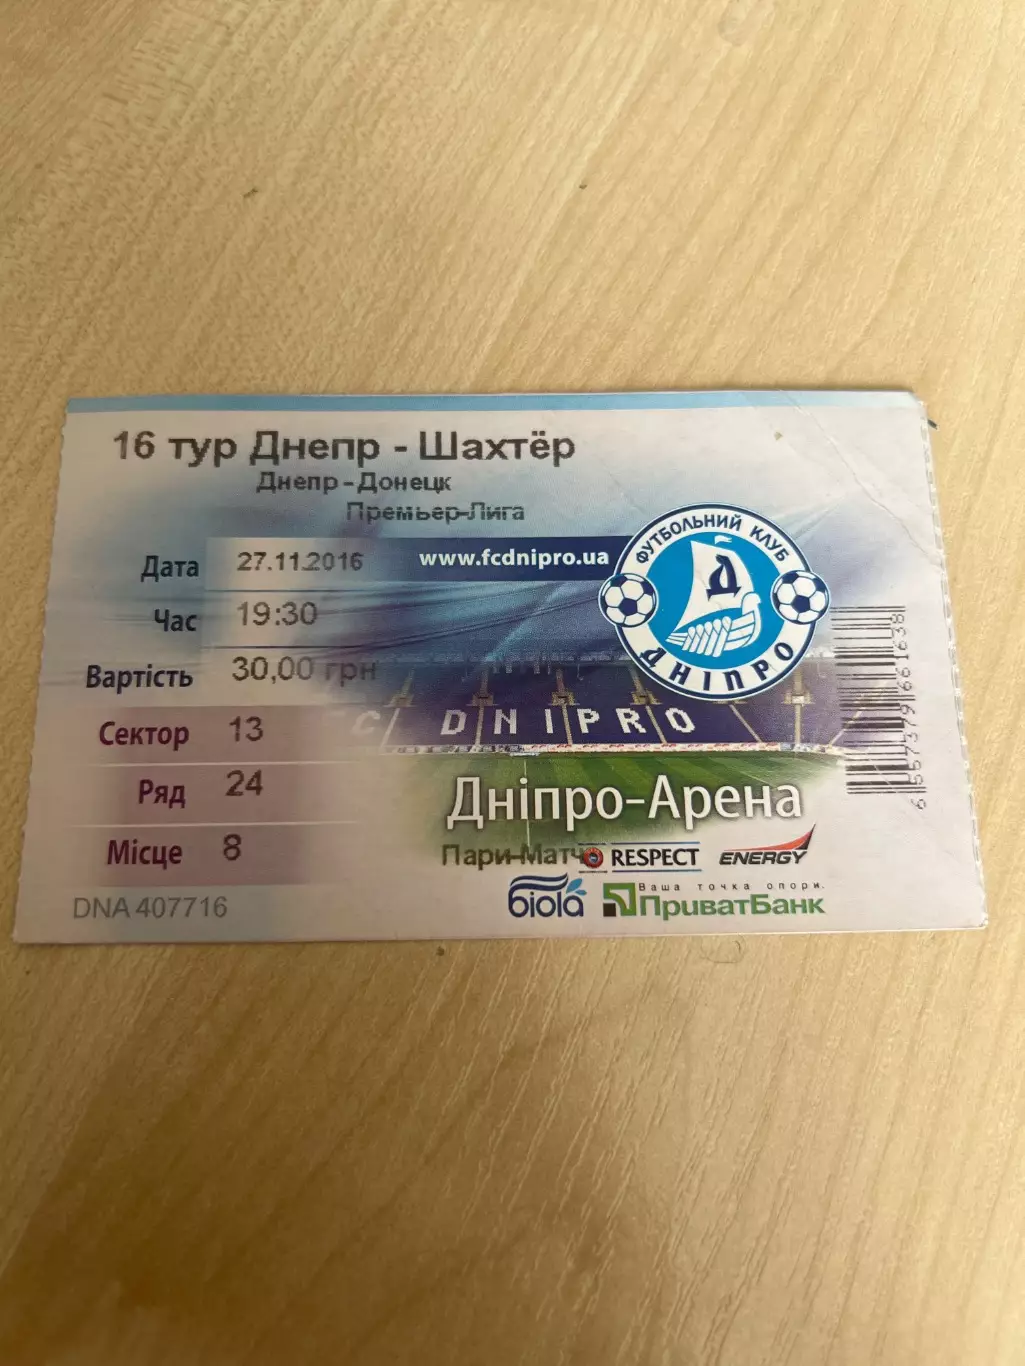 16 тур Днепр - Шахтёр
Днепр-Донецк
Премьер-Лига
Дата 27.11.2016
www.fcdnipro.ua
Час 19:30
Вартість 30,00 грн
Сектор 13
Ряд 24
Місце 8
DNA 407716
ФУТБОЛЬНИЙ КЛУБ
Д
ДНІПРО
FC DNIPRO
Дніпро-Арена
Пари-Матч
RESPECT
ENERGY
biola
Ваша точка опори.
ПриватБанк